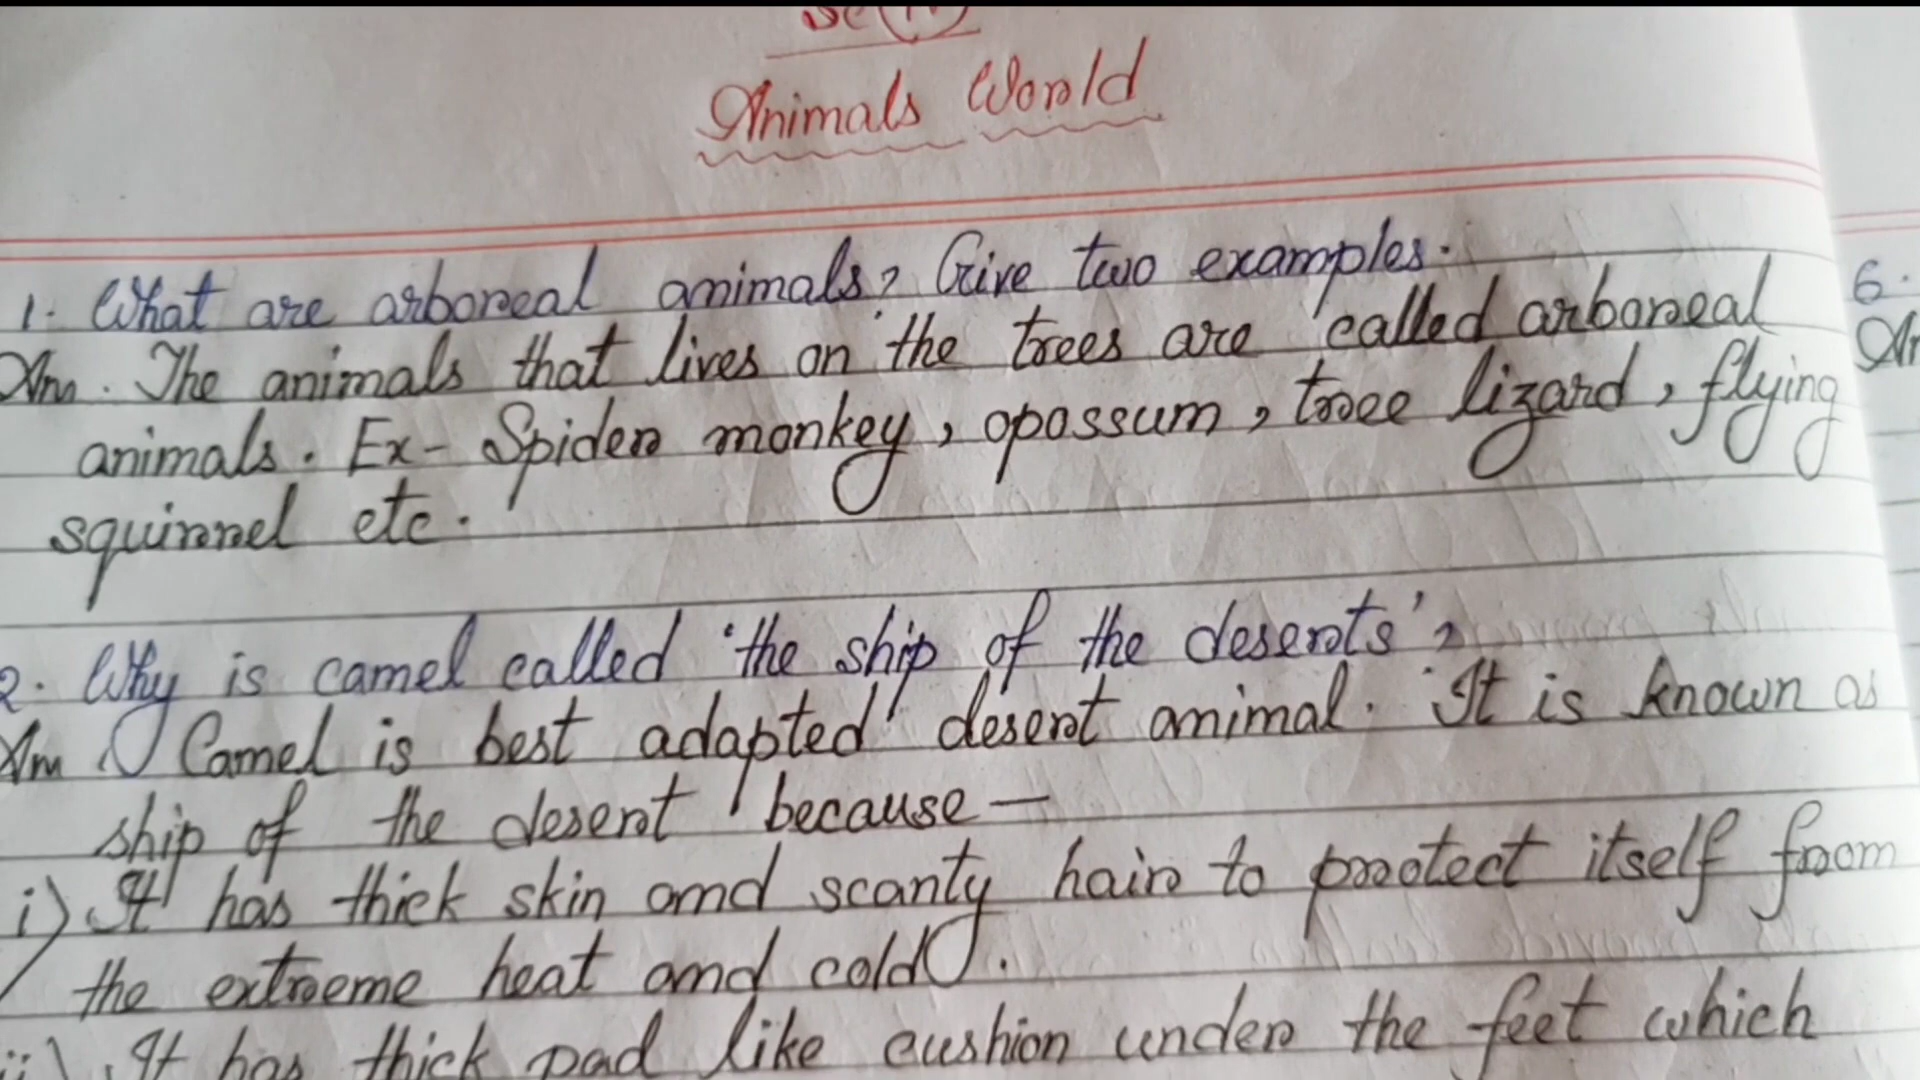 Animals World
1. What are arboreal animals? Give two examples.
Ans. The animals that lives on the trees are called arboreal
animals. Ex- Spider monkey, opossum, tree lizard, flying
squirrel etc.
2. Why is camel called 'the ship of the deserts'?
Ans Camel is best adapted desert animal. It is known as
ship of the desert because—
i) It has thick skin and scanty hair to protect itself from
the extreme heat and cold.
ii) It has thick pad like cushion under the feet which
6.